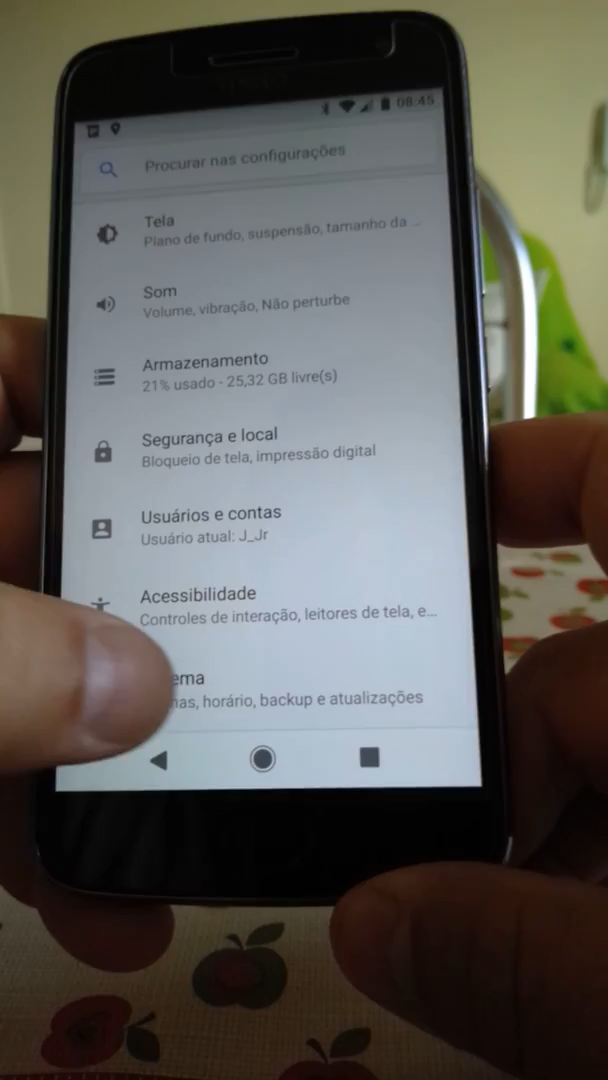 08:45
Procurar nas configurações
Tela
Plano de fundo, suspensão, tamanho da ...
Som
Volume, vibração, Não perturbe
Armazenamento
21% usado - 25,32 GB livre(s)
Segurança e local
Bloqueio de tela, impressão digital
Usuários e contas
Usuário atual: J_Jr
Acessibilidade
Controles de interação, leitores de tela, e...
ema
nas, horário, backup e atualizações